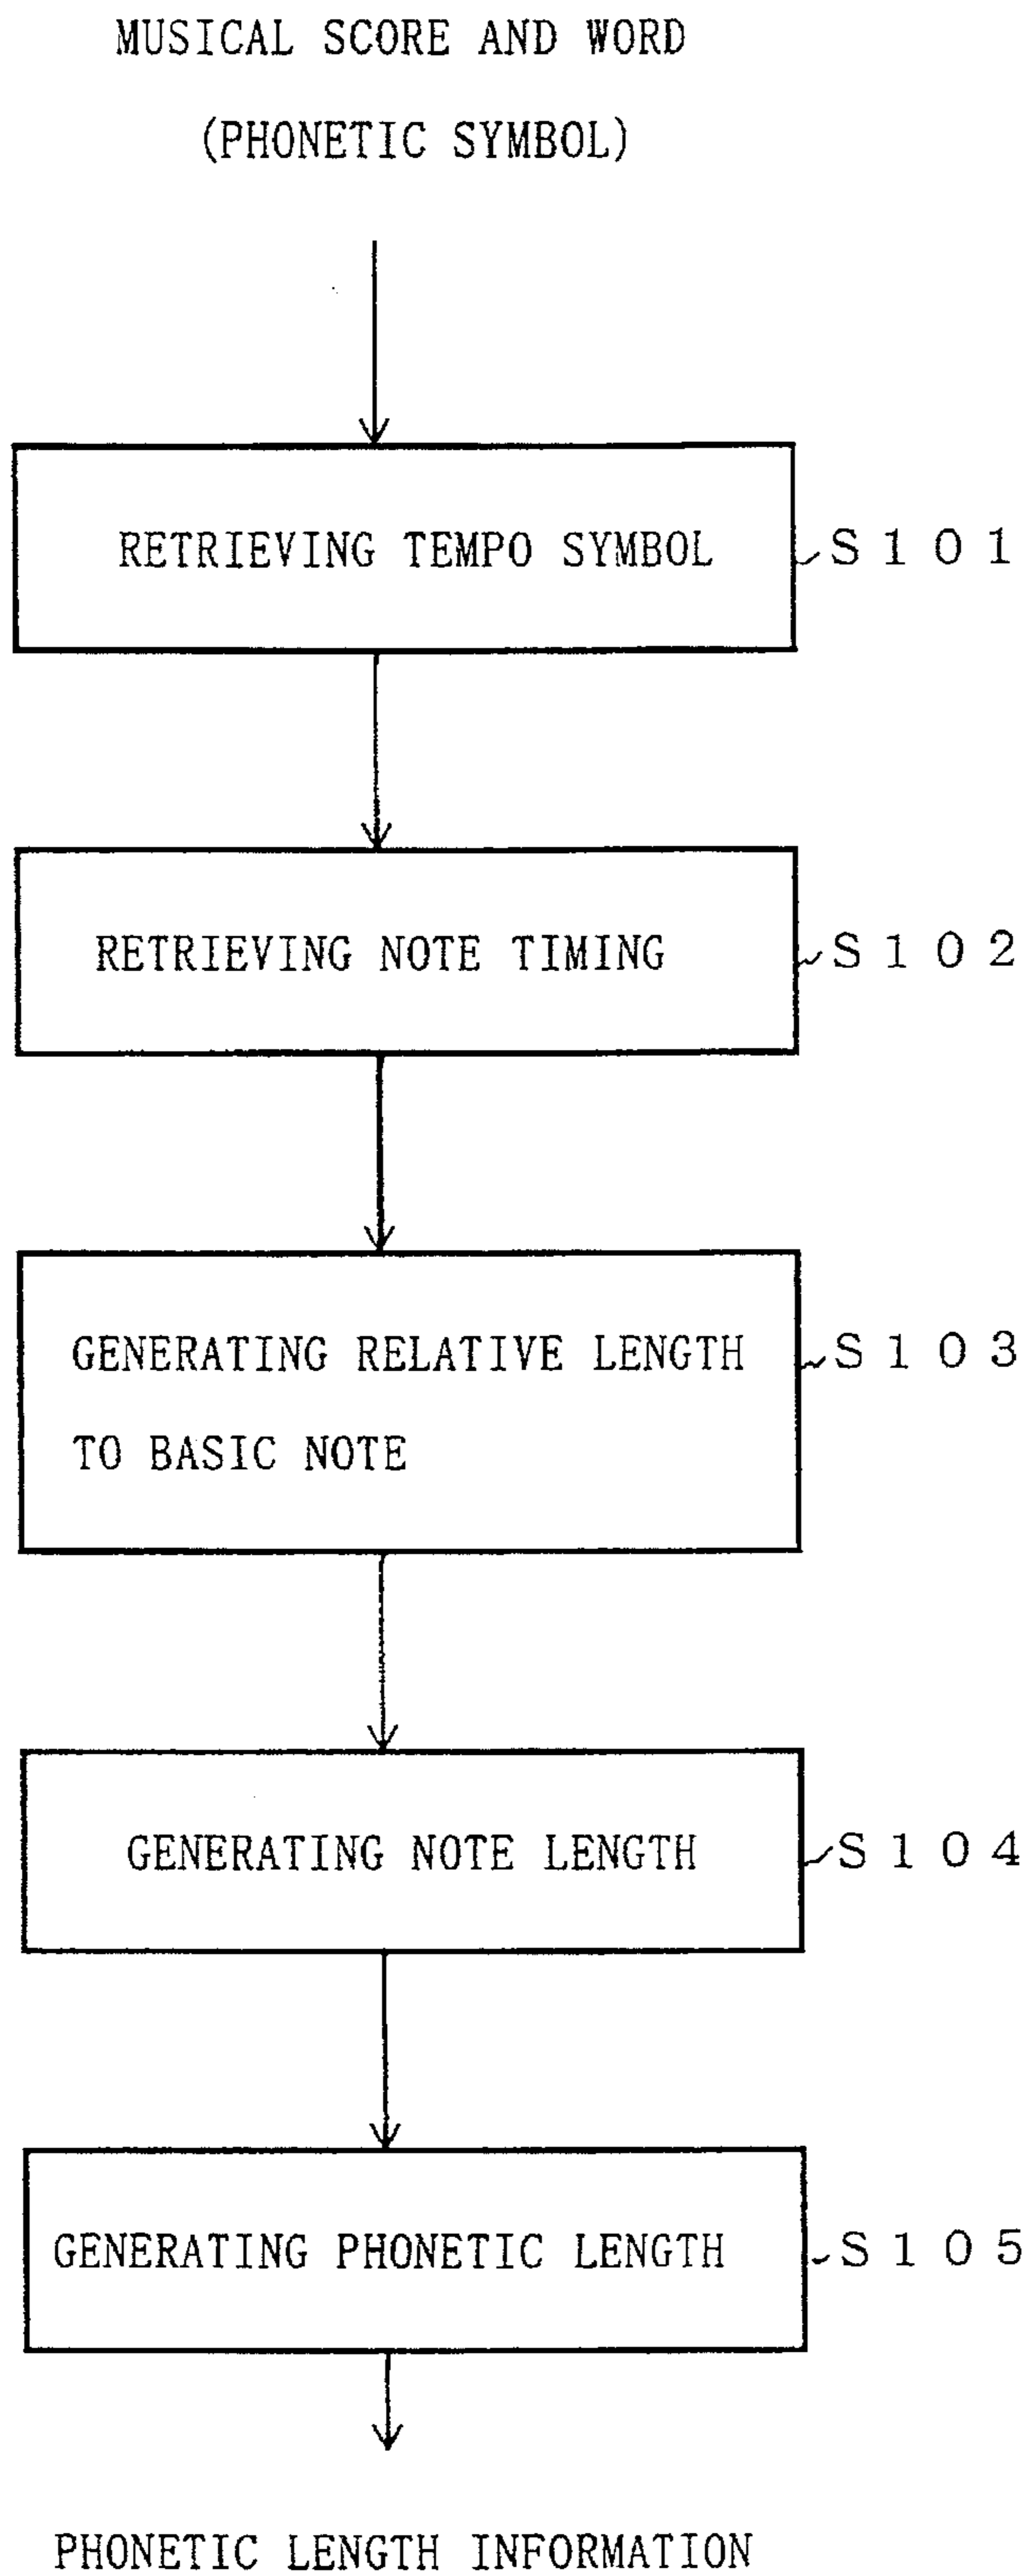 MUSICAL SCORE AND WORD
(PHONETIC SYMBOL)
RETRIEVING TEMPO SYMBOL
S101
RETRIEVING NOTE TIMING
S102
GENERATING RELATIVE LENGTH
S103
TO BASIC NOTE
GENERATING NOTE LENGTH
S104
GENERATING PHONETIC LENGTH
S105
PHONETIC LENGTH INFORMATION